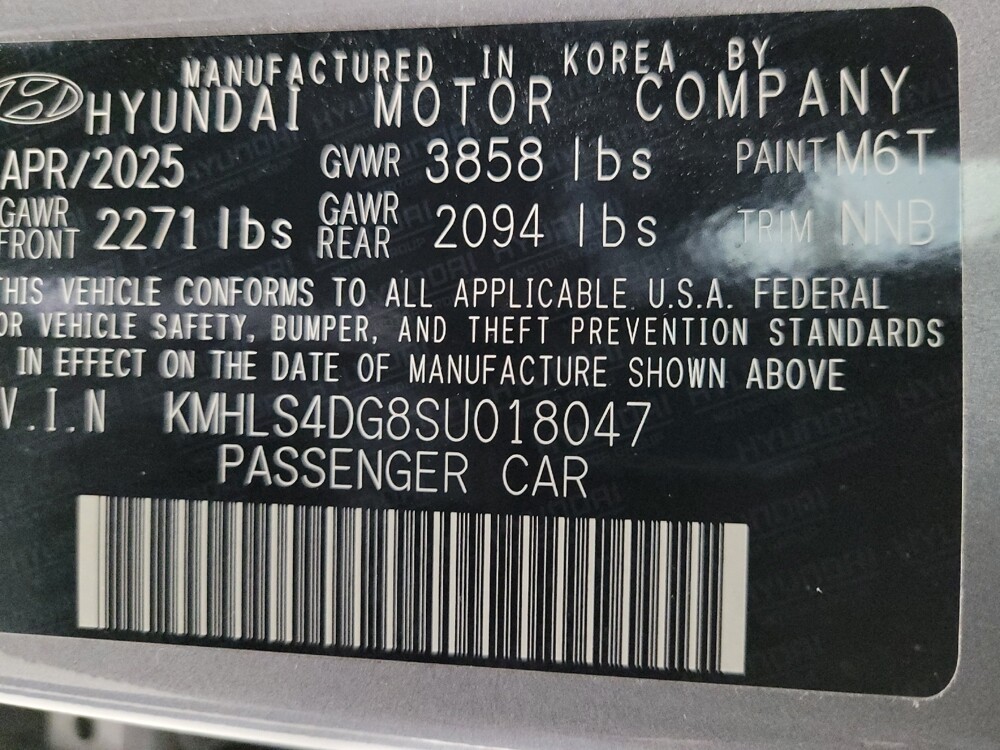 MANUFACTURED IN KOREA BY
HYUNDAI MOTOR COMPANY
APR/2025 GVWR 3858 lbs PAINT M6T
GAWR FRONT 2271 lbs GAWR REAR 2094 lbs TRIM NNB
THIS VEHICLE CONFORMS TO ALL APPLICABLE U.S.A. FEDERAL
OR VEHICLE SAFETY, BUMPER, AND THEFT PREVENTION STANDARDS
IN EFFECT ON THE DATE OF MANUFACTURE SHOWN ABOVE
V.I.N KMHLS4DG8SU018047
PASSENGER CAR